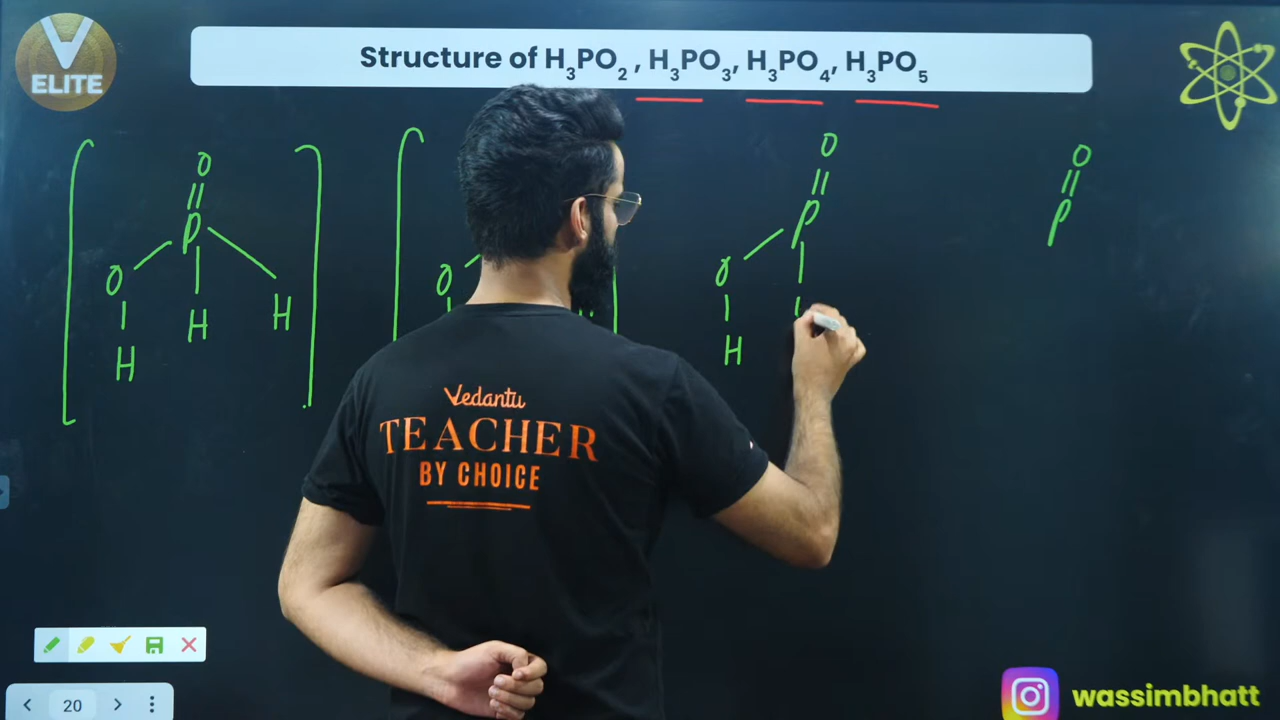 ELITE
Structure of H₃PO₂, H₃PO₃, H₃PO₄, H₃PO₅
O
P
O
H
H
H
O
O
P
O
H
O
P
Vedantu
TEACHER
BY CHOICE
20
wassimbhatt